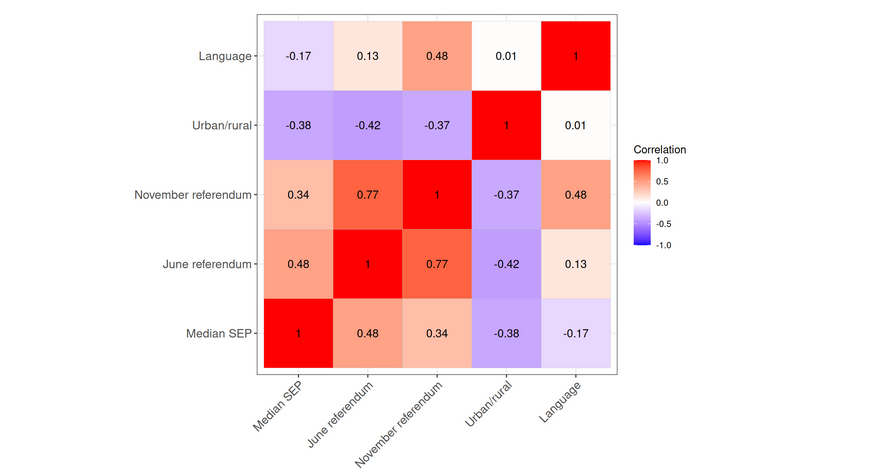 Language -0.17 0.13 0.48 0.01 1
Urban/rural -0.38 -0.42 -0.37 1 0.01
November referendum 0.34 0.77 1 -0.37 0.48
June referendum 0.48 1 0.77 -0.42 0.13
Median SEP 1 0.48 0.34 -0.38 -0.17
Median SEP
June referendum
November referendum
Urban/rural
Language
Correlation
1.0
0.5
0.0
-0.5
-1.0